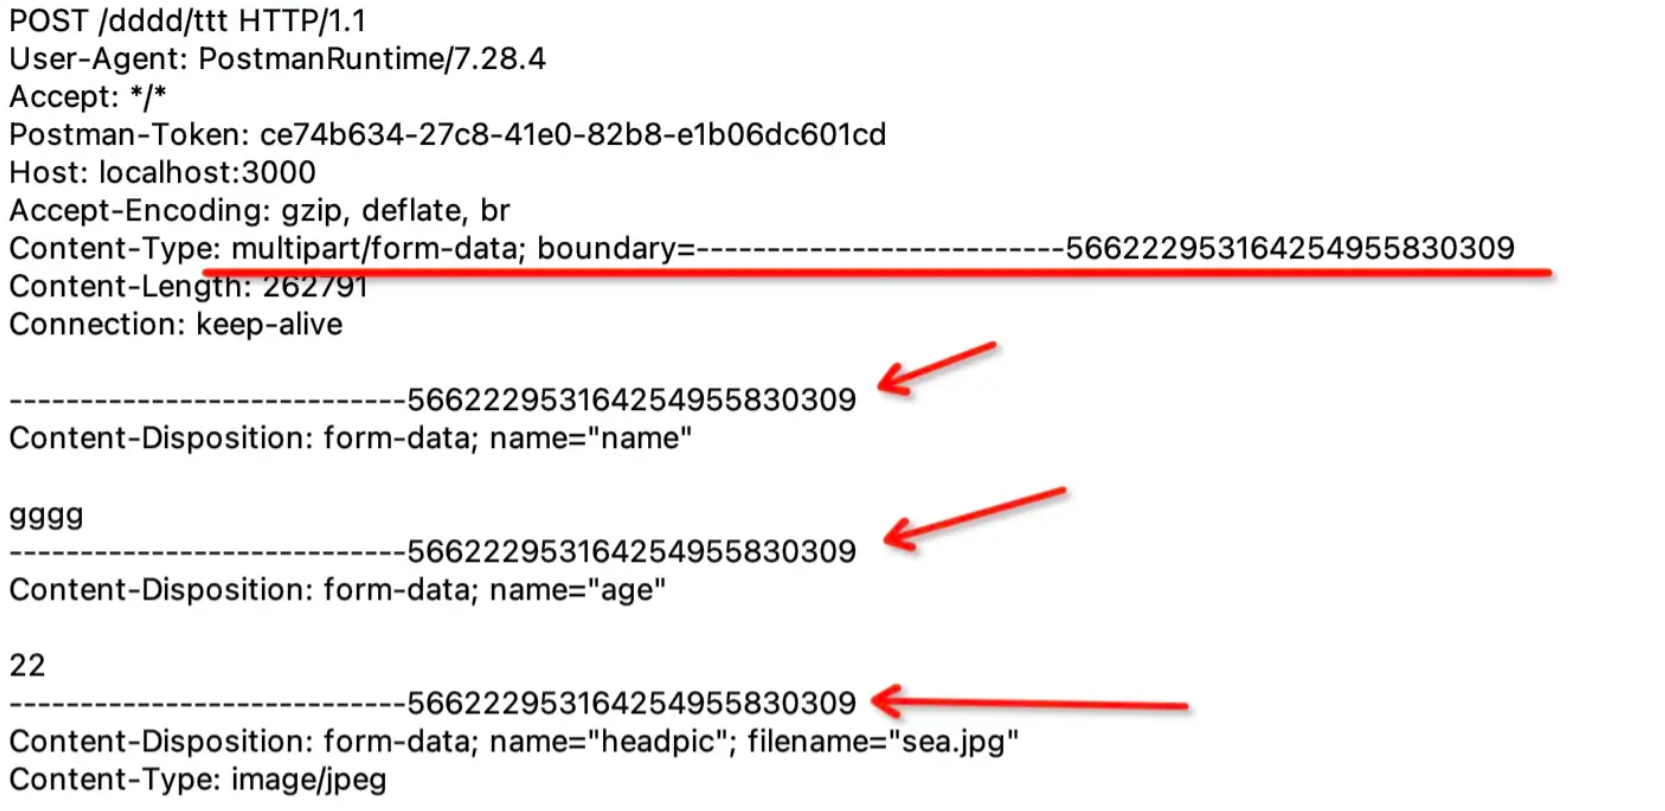 POST /dddd/ttt HTTP/1.1
User-Agent: PostmanRuntime/7.28.4
Accept: */*
Postman-Token: ce74b634-27c8-41e0-82b8-e1b06dc601cd
Host: localhost:3000
Accept-Encoding: gzip, deflate, br
Content-Type: multipart/form-data; boundary=--------------------------566222953164254955830309
Content-Length: 262791
Connection: keep-alive
----------------------------566222953164254955830309
Content-Disposition: form-data; name="name"
gggg
----------------------------566222953164254955830309
Content-Disposition: form-data; name="age"
22
----------------------------566222953164254955830309
Content-Disposition: form-data; name="headpic"; filename="sea.jpg"
Content-Type: image/jpeg